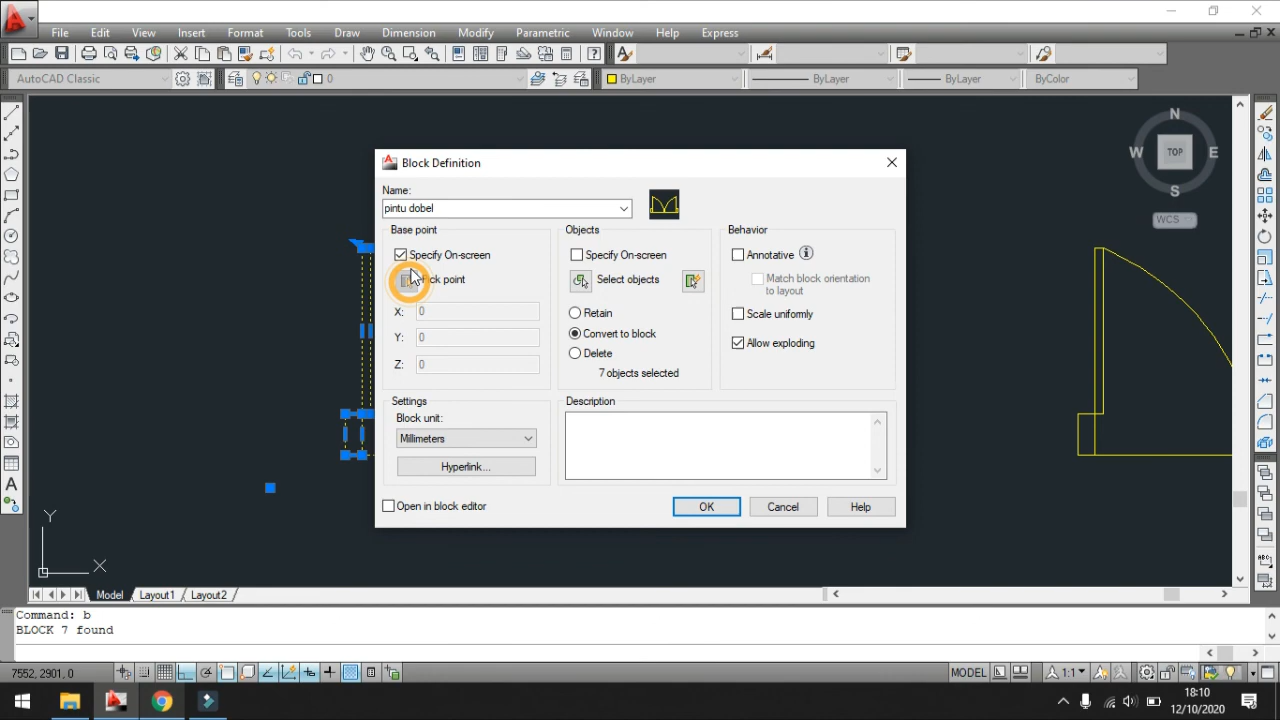 File Edit View Insert Format Tools Draw Dimension Modify Parametric Window Help Express
AutoCAD Classic 0 ByLayer ByLayer ByLayer ByColor
N
W TOP E
S
WCS
Block Definition
Name:
pintu dobel
Base point
Specify On-screen
point
X: 0
Y: 0
Z: 0
Objects
Specify On-screen
Select objects
Retain
Convert to block
Delete
7 objects selected
Behavior
Annotative
Match block orientation
to layout
Scale uniformly
Allow exploding
Settings
Block unit:
Millimeters
Hyperlink...
Description
Open in block editor
OK Cancel Help
Y
X
Model Layout1 Layout2
Command: b
BLOCK 7 found
7552, 2901, 0 MODEL 1:1
18:10
12/10/2020